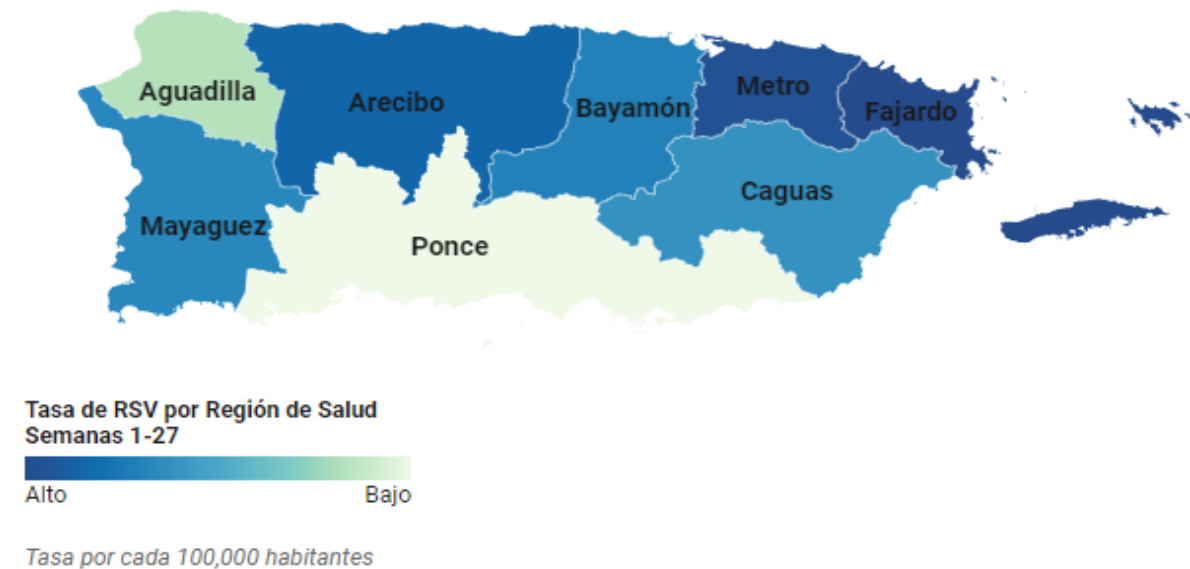 Aguadilla
Arecibo
Bayamón
Metro
Fajardo
Mayaguez
Caguas
Ponce
Tasa de RSV por Región de Salud
Semanas 1-27
Alto Bajo
Tasa por cada 100,000 habitantes